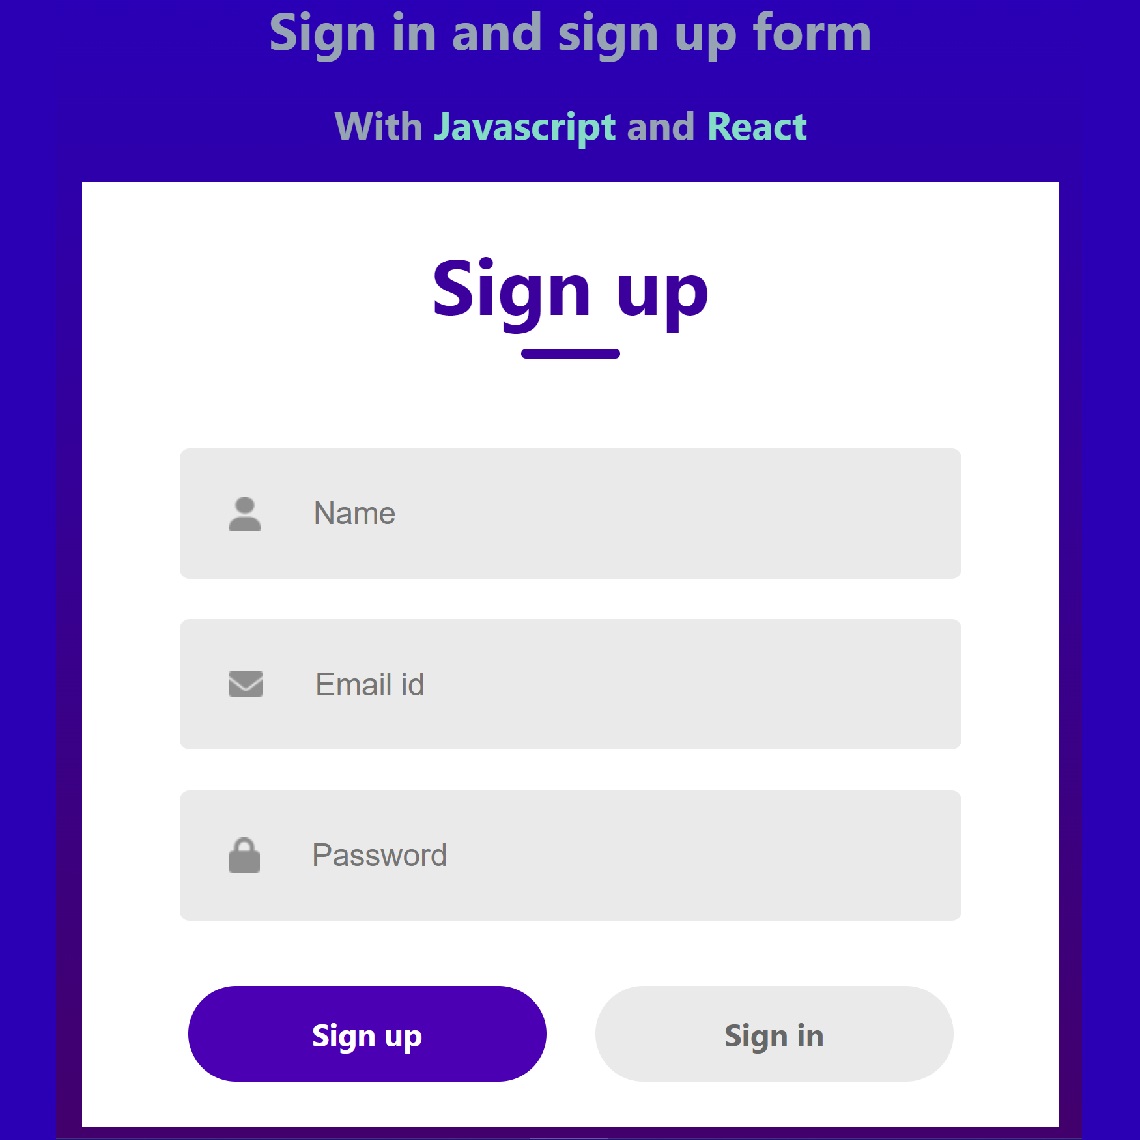 Sign in and sign up form
With Javascript and React
Sign up
Name
Email id
Password
Sign up
Sign in